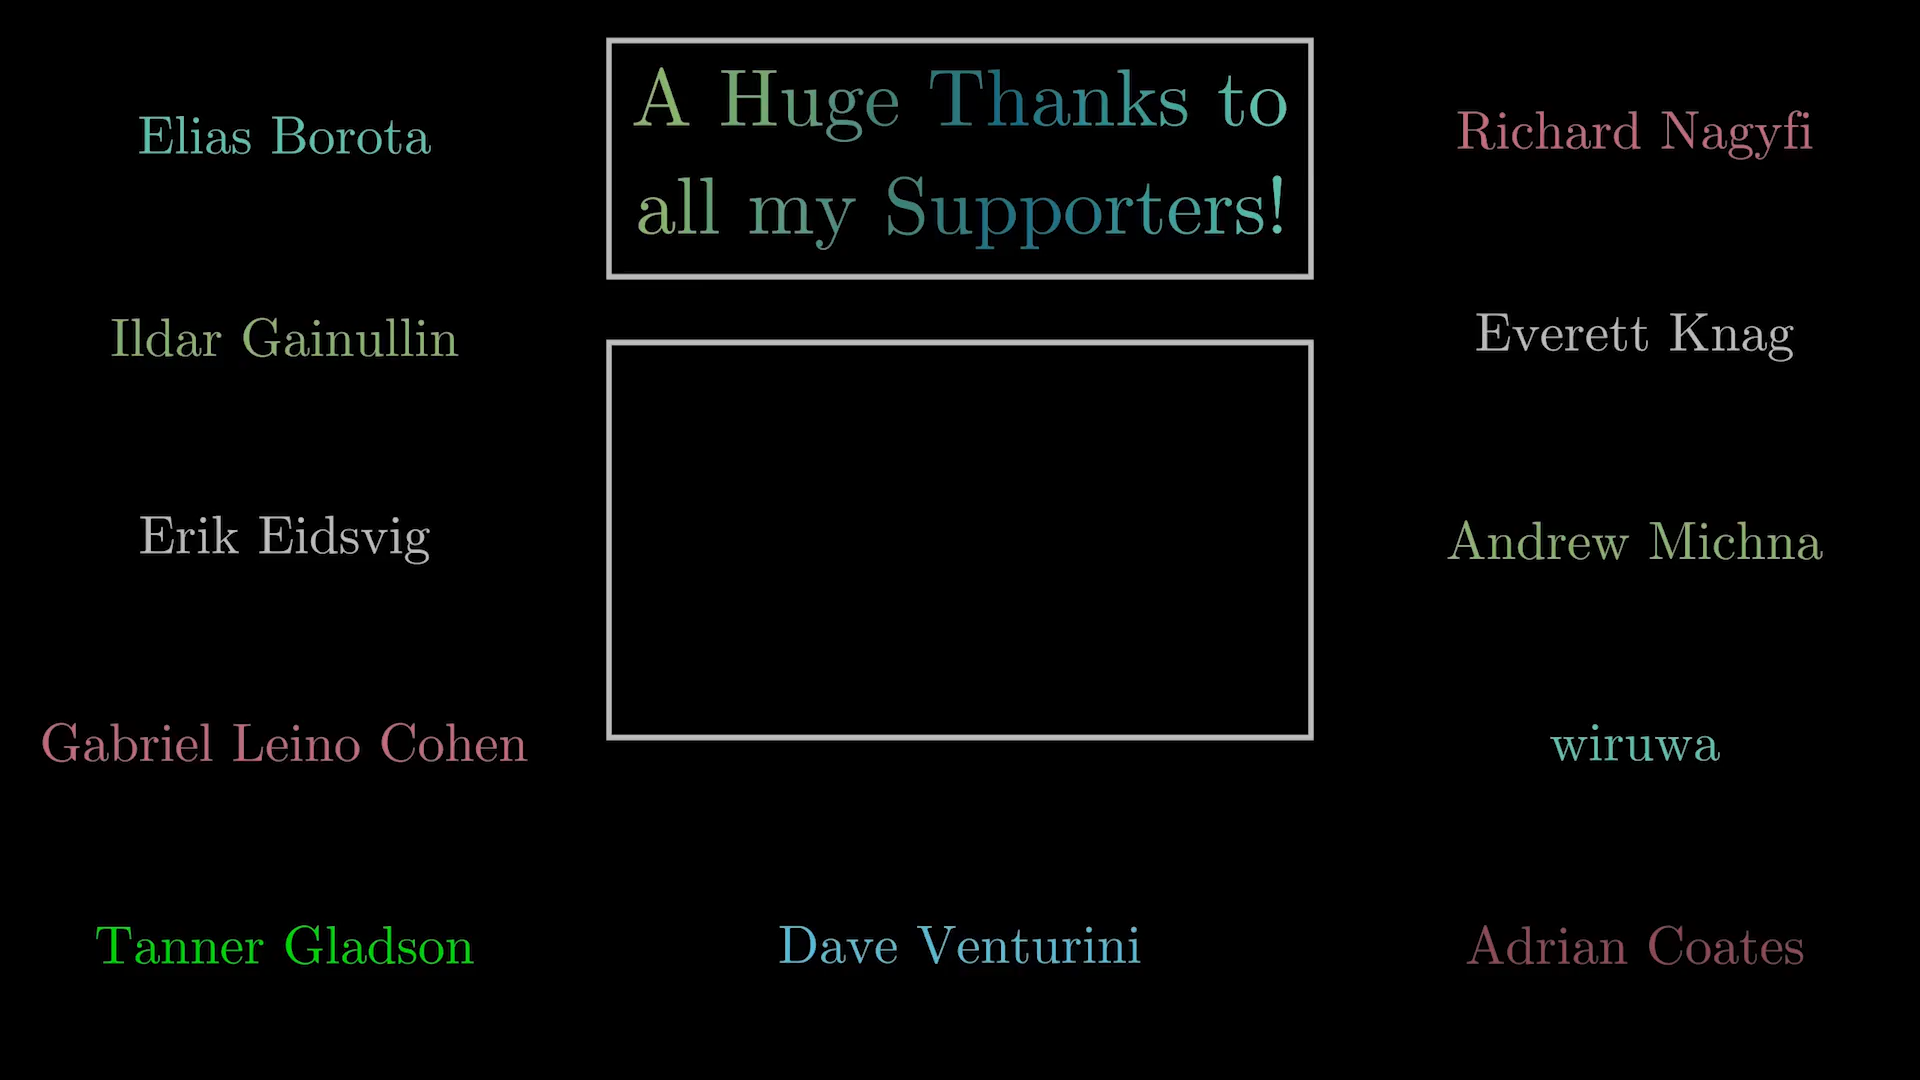 A Huge Thanks to
all my Supporters!
Elias Borota
Richard Nagyfi
Ildar Gainullin
Everett Knag
Erik Eidsvig
Andrew Michna
Gabriel Leino Cohen
wiruwa
Tanner Gladson
Dave Venturini
Adrian Coates